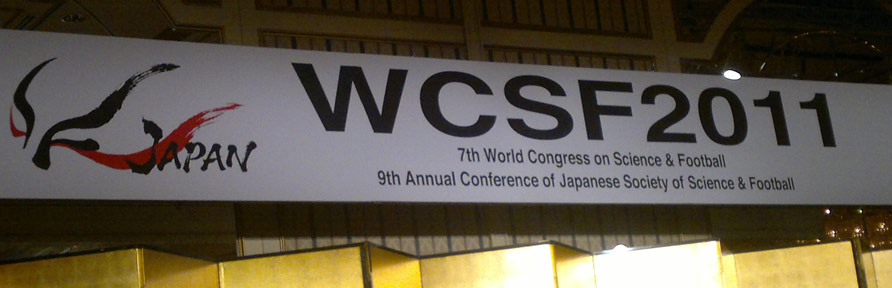 JAPAN
WCSF2011
7th World Congress on Science & Football
9th Annual Conference of Japanese Society of Science & Football